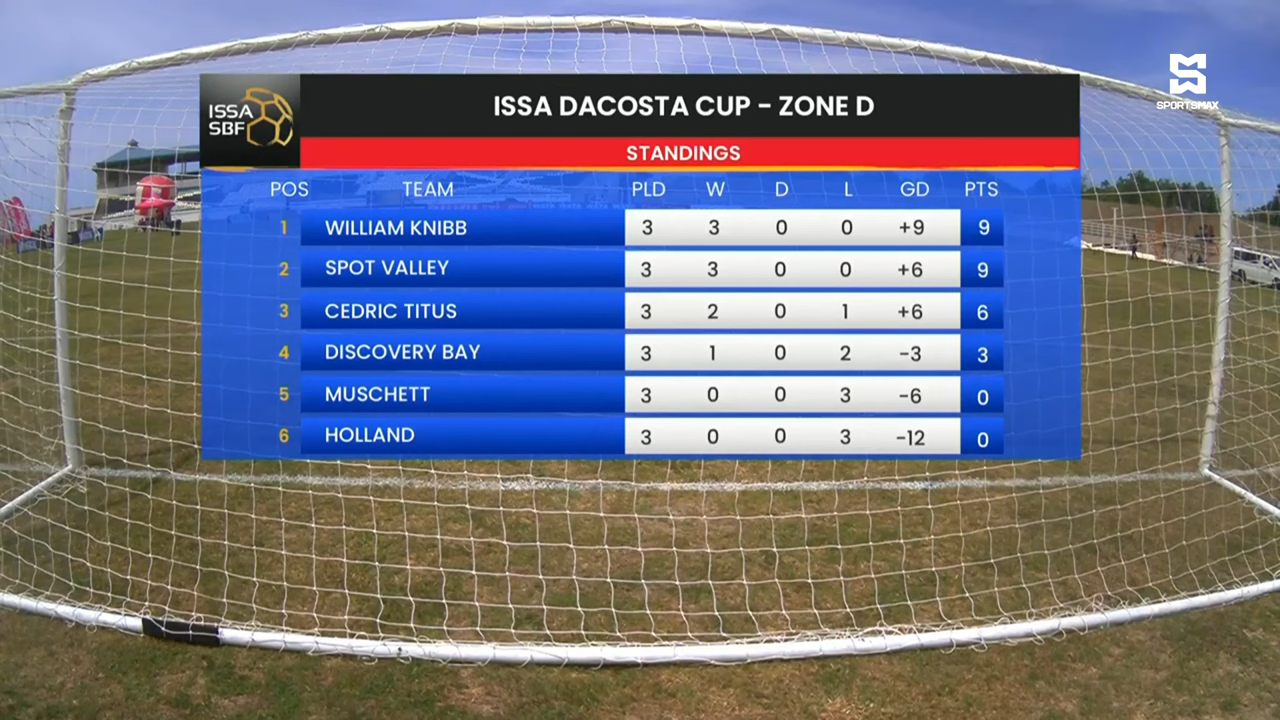 ISSA DACOSTA CUP - ZONE D
ISSA
SBF
SPORTSMAX
STANDINGS
POS TEAM PLD W D L GD PTS
1 WILLIAM KNIBB 3 3 0 0 +9 9
2 SPOT VALLEY 3 3 0 0 +6 9
3 CEDRIC TITUS 3 2 0 1 +6 6
4 DISCOVERY BAY 3 1 0 2 -3 3
5 MUSCHETT 3 0 0 3 -6 0
6 HOLLAND 3 0 0 3 -12 0